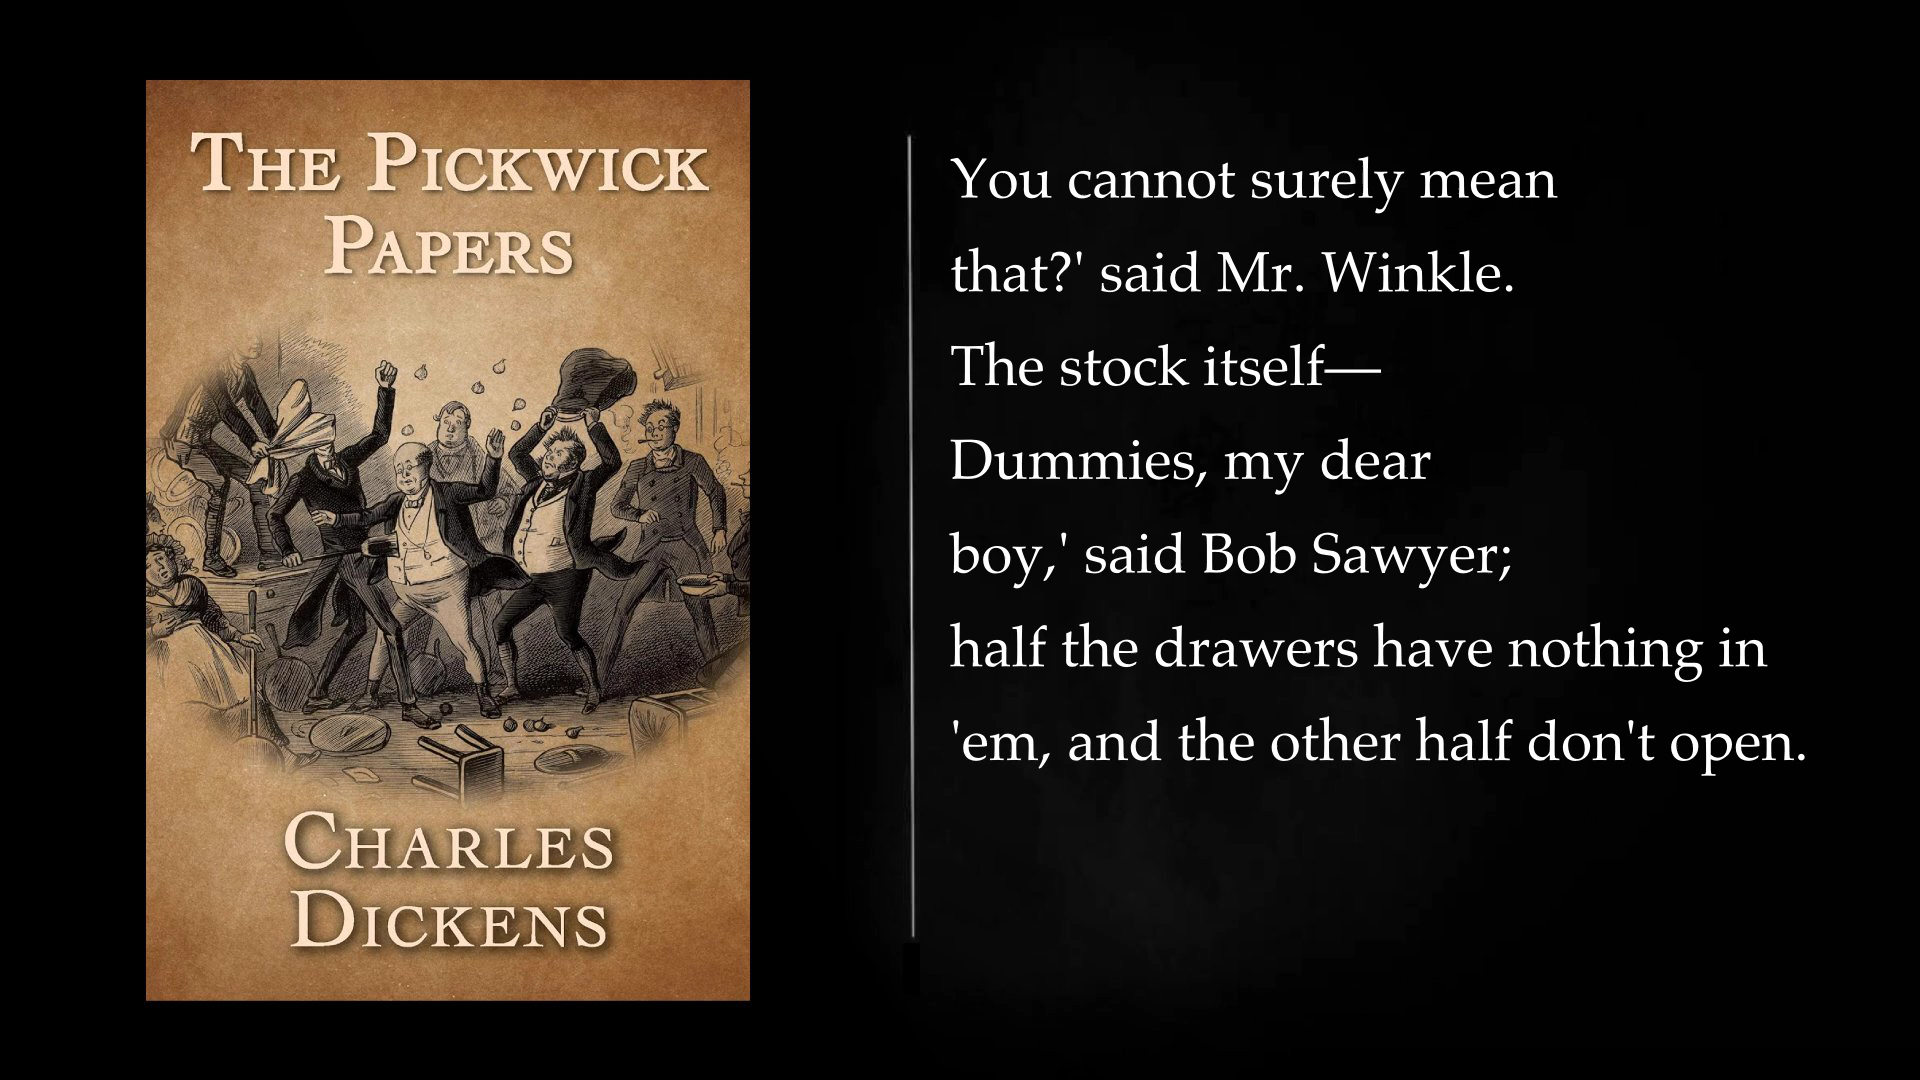 The Pickwick
Papers
Charles
Dickens
You cannot surely mean
that?' said Mr. Winkle.
The stock itself—
Dummies, my dear
boy,' said Bob Sawyer;
half the drawers have nothing in
'em, and the other half don't open.